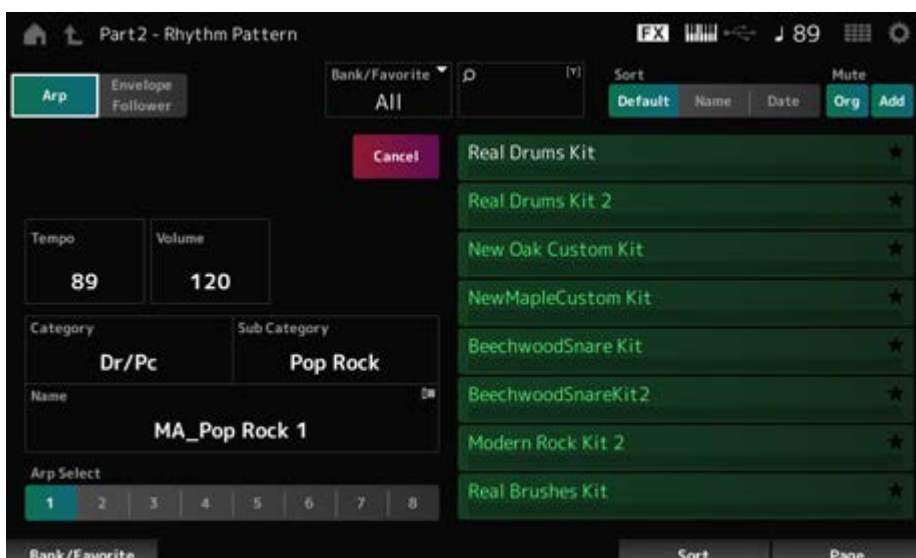 Part2 - Rhythm Pattern
FX
♩ 89
Arp
Envelope
Follower
Bank/Favorite
All
[Y]
Sort
Default Name Date
Mute
Org Add
Cancel
Real Drums Kit
Real Drums Kit 2
New Oak Custom Kit
NewMapleCustom Kit
BeechwoodSnare Kit
BeechwoodSnareKit2
Modern Rock Kit 2
Real Brushes Kit
Tempo
89
Volume
120
Category
Dr/Pc
Sub Category
Pop Rock
Name
MA_Pop Rock 1
Arp Select
1 2 3 4 5 6 7 8
Bank/Favorite
Sort
Page